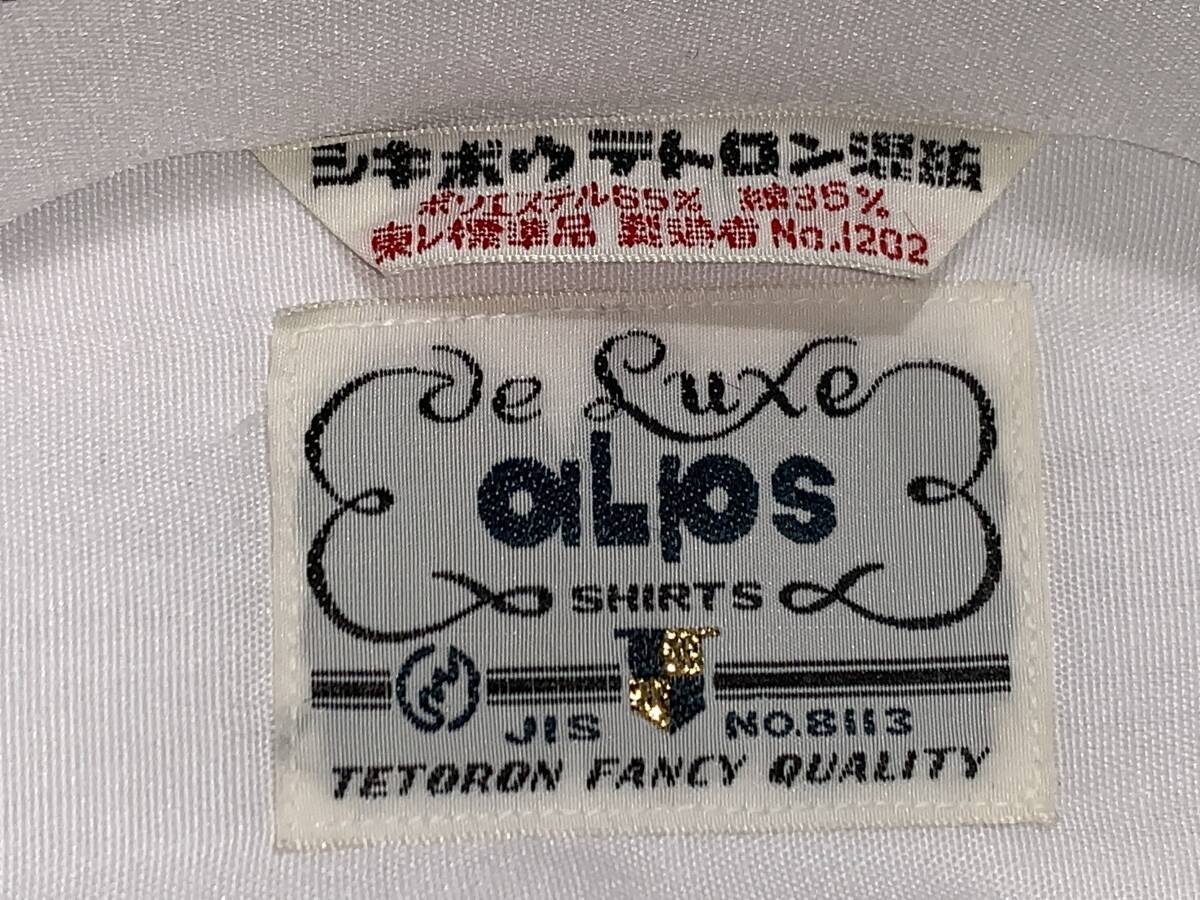 シキボウ テトロン混紡
ポリエステル65% 綿35%
東レ標準品 製造者 No.1202
de Luxe
aLps
SHIRTS
JIS NO.8113
TETORON FANCY QUALITY